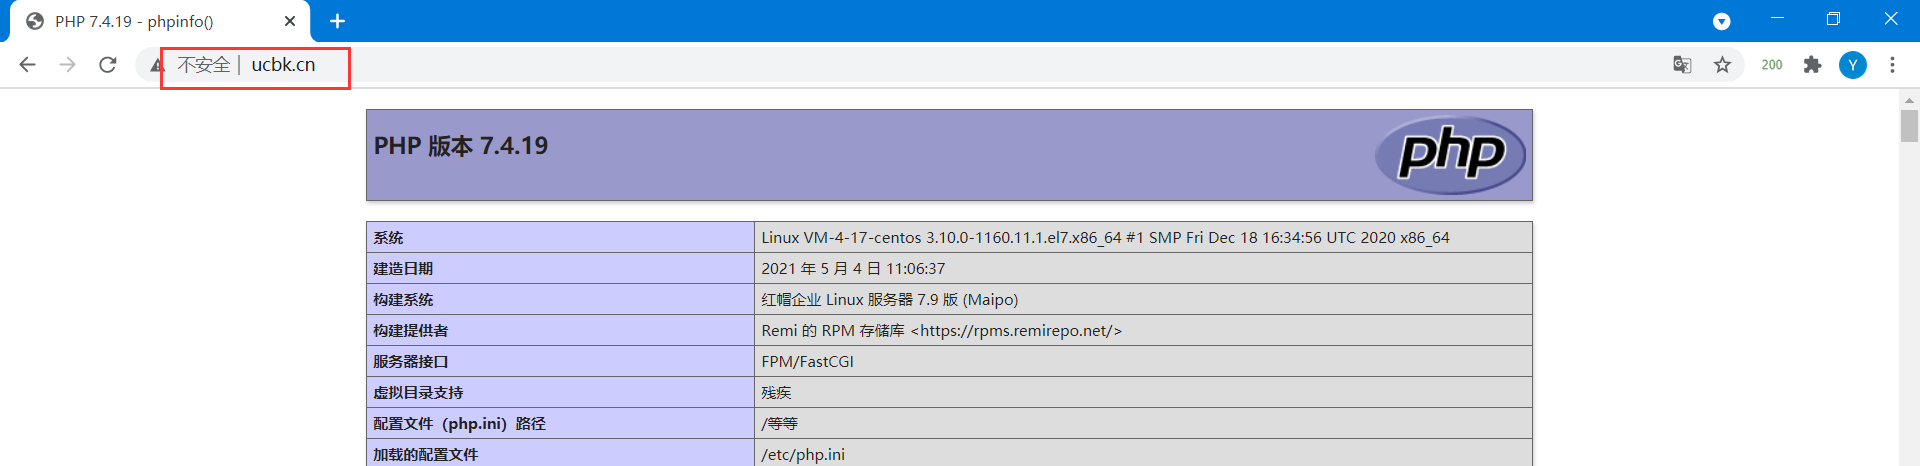 PHP 7.4.19 - phpinfo()
不安全 | ucbk.cn
200
Y
PHP 版本 7.4.19
php
系统 Linux VM-4-17-centos 3.10.0-1160.11.1.el7.x86_64 #1 SMP Fri Dec 18 16:34:56 UTC 2020 x86_64
建造日期 2021 年 5 月 4 日 11:06:37
构建系统 红帽企业 Linux 服务器 7.9 版 (Maipo)
构建提供者 Remi 的 RPM 存储库 <https://rpms.remirepo.net/>
服务器接口 FPM/FastCGI
虚拟目录支持 残疾
配置文件（php.ini）路径 /等等
加载的配置文件 /etc/php.ini